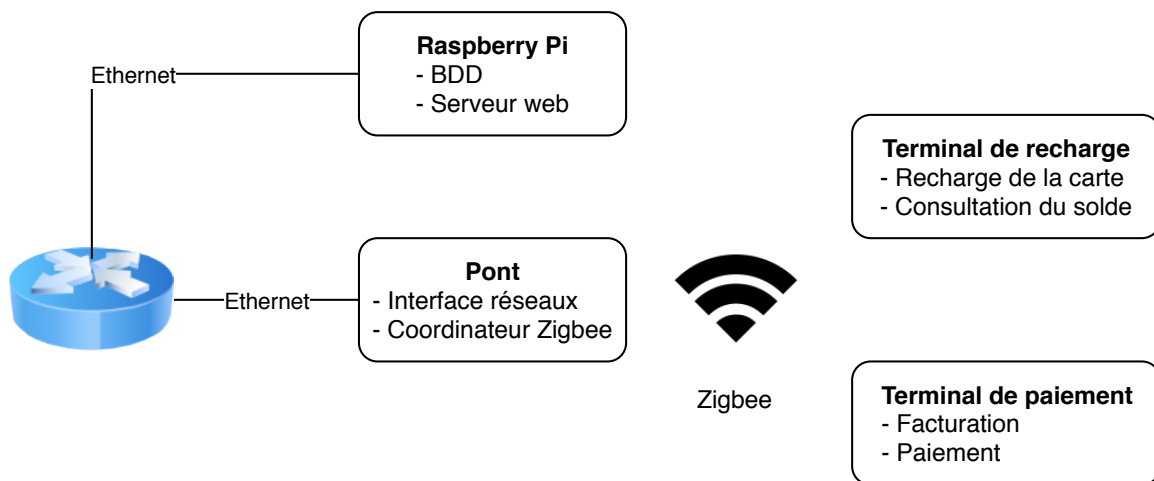 Raspberry Pi
- BDD
- Serveur web
Ethernet
Terminal de recharge
- Recharge de la carte
- Consultation du solde
Pont
- Interface réseaux
- Coordinateur Zigbee
Ethernet
Zigbee
Terminal de paiement
- Facturation
- Paiement